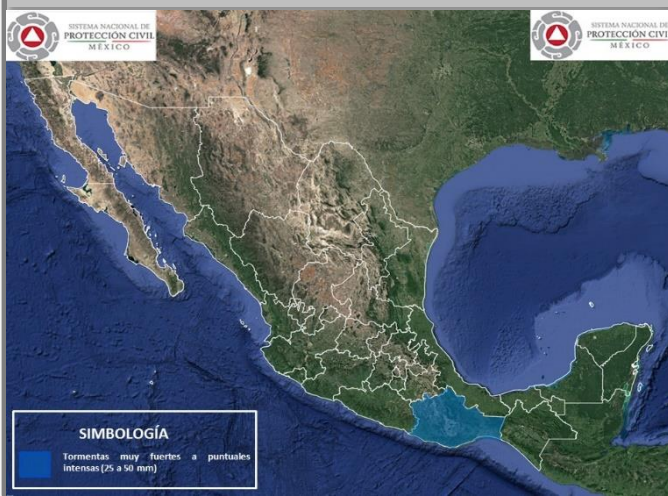 SISTEMA NACIONAL DE
PROTECCIÓN CIVIL
MÉXICO
SISTEMA NACIONAL DE
PROTECCIÓN CIVIL
MÉXICO
SIMBOLOGÍA
Tormentas muy fuertes a puntuales
intensas (25 a 50 mm)